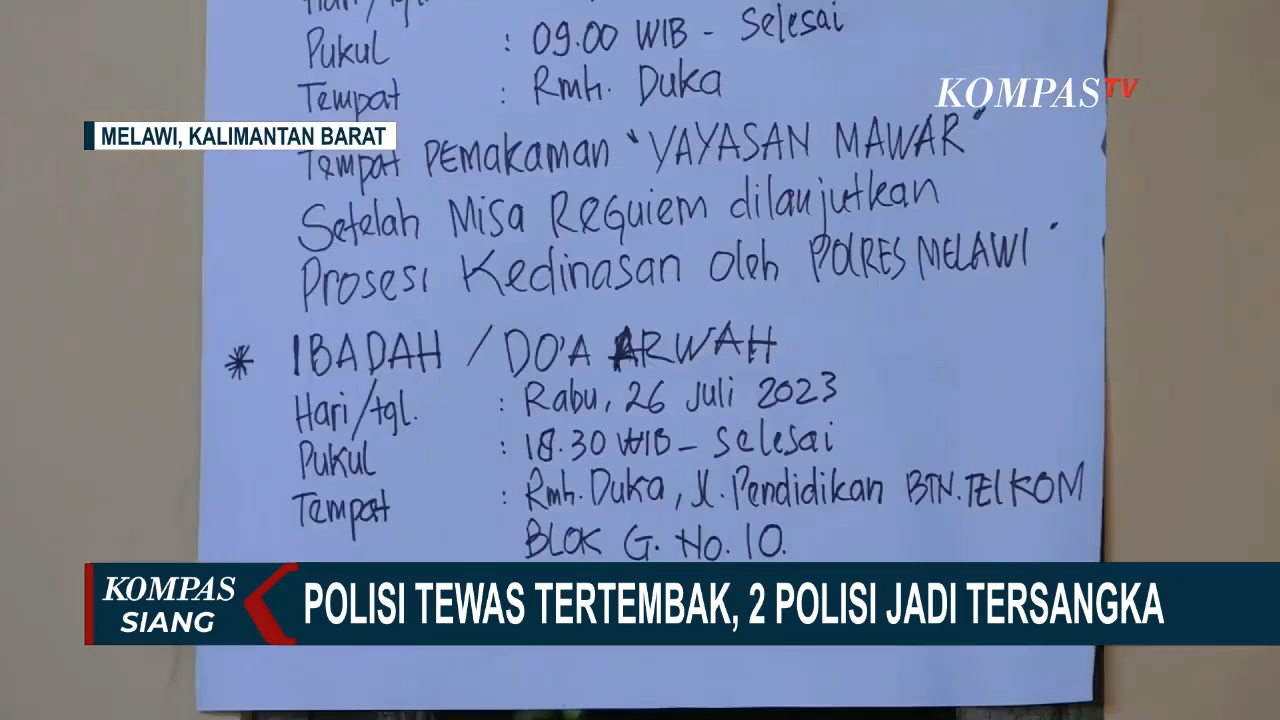 Hari/tgl
Pukul : 09.00 WIB - Selesai
Tempat : Rmh. Duka
KOMPASTV
MELAWI, KALIMANTAN BARAT
Tempat PEMAKAMAN "YAYASAN MAWAR"
Setelah Misa Requiem dilanjutkan
Prosesi Kedinasan oleh POLRES MELAWI
* IBADAH / DO'A ARWAH
Hari/tgl. : Rabu, 26 Juli 2023
Pukul : 18.30 WIB - Selesai
Tempat : Rmh. Duka, Jl. Pendidikan BTN.TELKOM
BLOK G. No. 10.
KOMPAS
SIANG
POLISI TEWAS TERTEMBAK, 2 POLISI JADI TERSANGKA